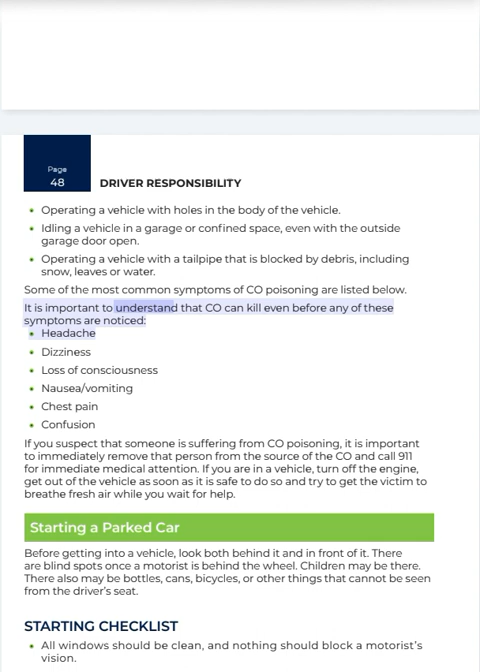 Page
48
DRIVER RESPONSIBILITY
• Operating a vehicle with holes in the body of the vehicle.
• Idling a vehicle in a garage or confined space, even with the outside
garage door open.
• Operating a vehicle with a tailpipe that is blocked by debris, including
snow, leaves or water.
Some of the most common symptoms of CO poisoning are listed below.
It is important to understand that CO can kill even before any of these
symptoms are noticed:
• Headache
• Dizziness
• Loss of consciousness
• Nausea/vomiting
• Chest pain
• Confusion
If you suspect that someone is suffering from CO poisoning, it is important
to immediately remove that person from the source of the CO and call 911
for immediate medical attention. If you are in a vehicle, turn off the engine,
get out of the vehicle as soon as it is safe to do so and try to get the victim to
breathe fresh air while you wait for help.
Starting a Parked Car
Before getting into a vehicle, look both behind it and in front of it. There
are blind spots once a motorist is behind the wheel. Children may be there.
There also may be bottles, cans, bicycles, or other things that cannot be seen
from the driver's seat.
STARTING CHECKLIST
• All windows should be clean, and nothing should block a motorist's
vision.